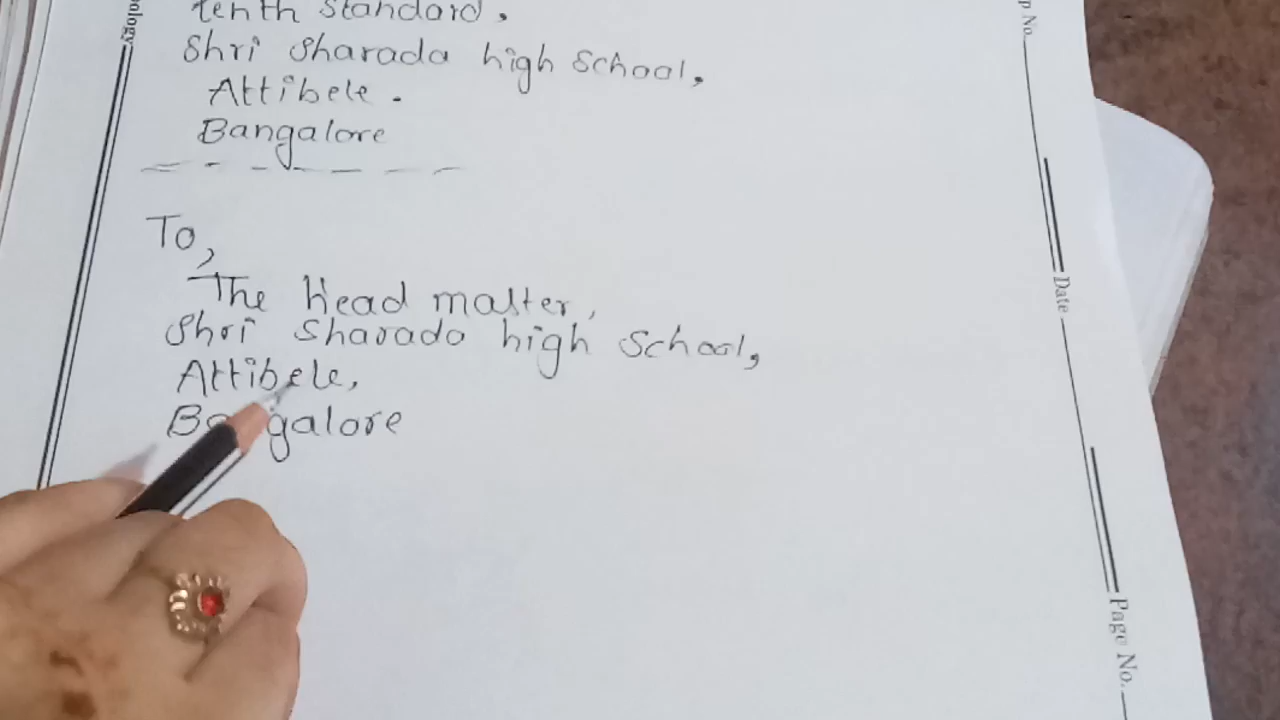 tenth standard.
Shri Sharada high School,
Attibele.
Bangalore
To,
The Head master,
Shri Sharada high School,
Attibele,
Bangalore
p No.
Date
Page No.